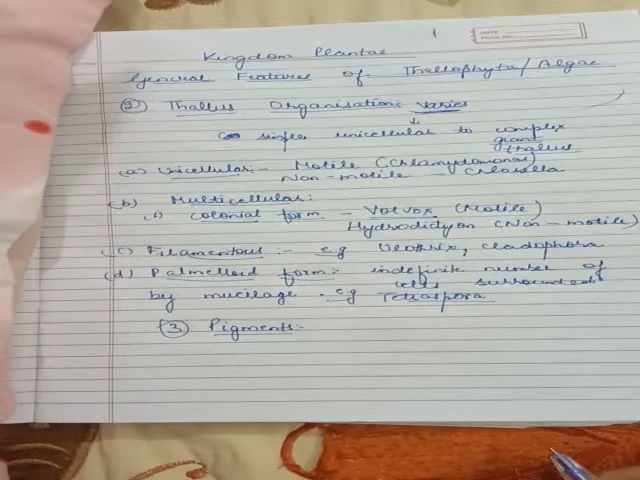 Kingdom Plantae
General Features of Thallophyta/Algae
(2) Thallus Organisation: Varies
↓
single unicellular to complex
giant
thallus
(a) Unicellular:- Motile (Chlamydomonas)
Non-motile - Chlorella
(b) Multicellular:
(i) Colonial form - Volvox (Motile)
Hydrodictyon (Non-motile)
(c) Filamentous:- e.g Ulothrix, Cladophora
(d) Palmelloid form: indefinite number of
cells surrounded
by mucilage. e.g Tetraspora
(3) Pigments:-